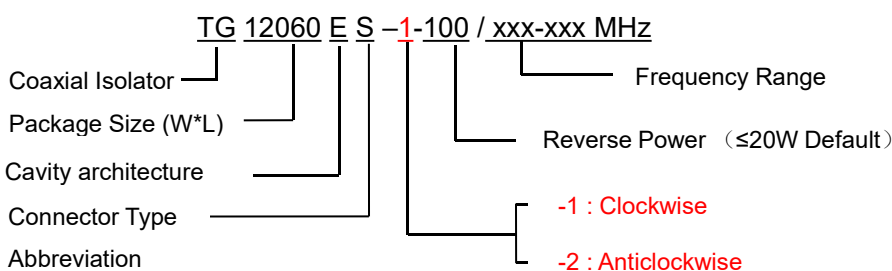 TG 12060 E S –1-100 / xxx-xxx MHz
Coaxial Isolator
Frequency Range
Package Size (W*L)
Reverse Power （≤20W Default）
Cavity architecture
Connector Type
-1 : Clockwise
Abbreviation
-2 : Anticlockwise